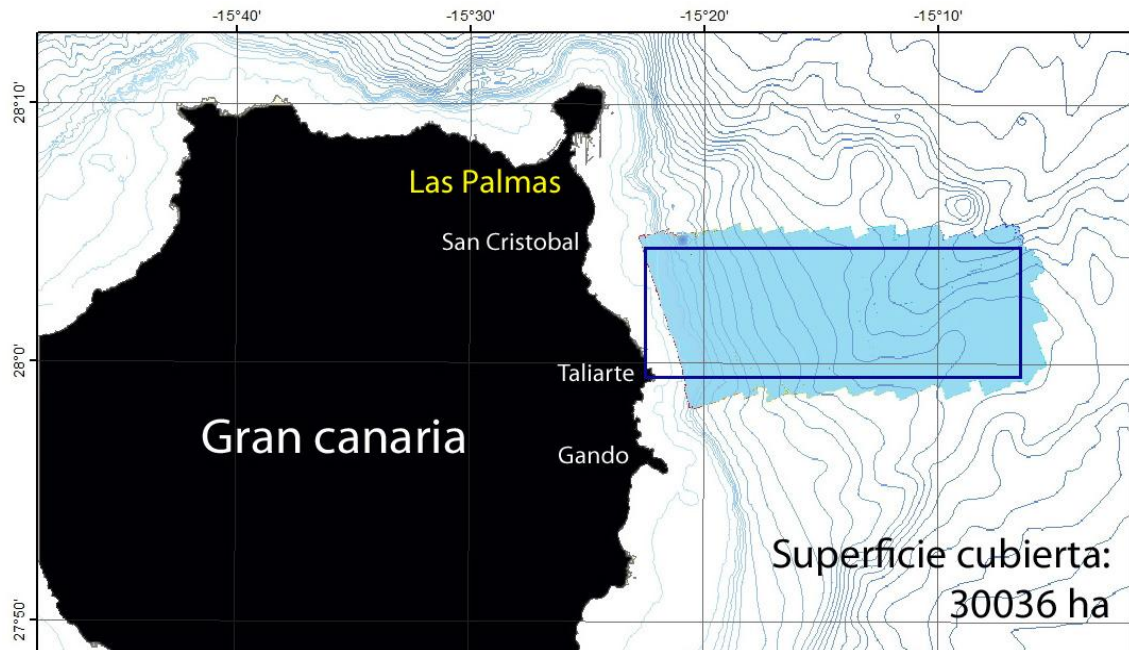 -15°40' -15°30' -15°20' -15°10'
28°10'
Las Palmas
San Cristobal
28°0'
Taliarte
Gran canaria
Gando
Superficie cubierta:
30036 ha
27°50'